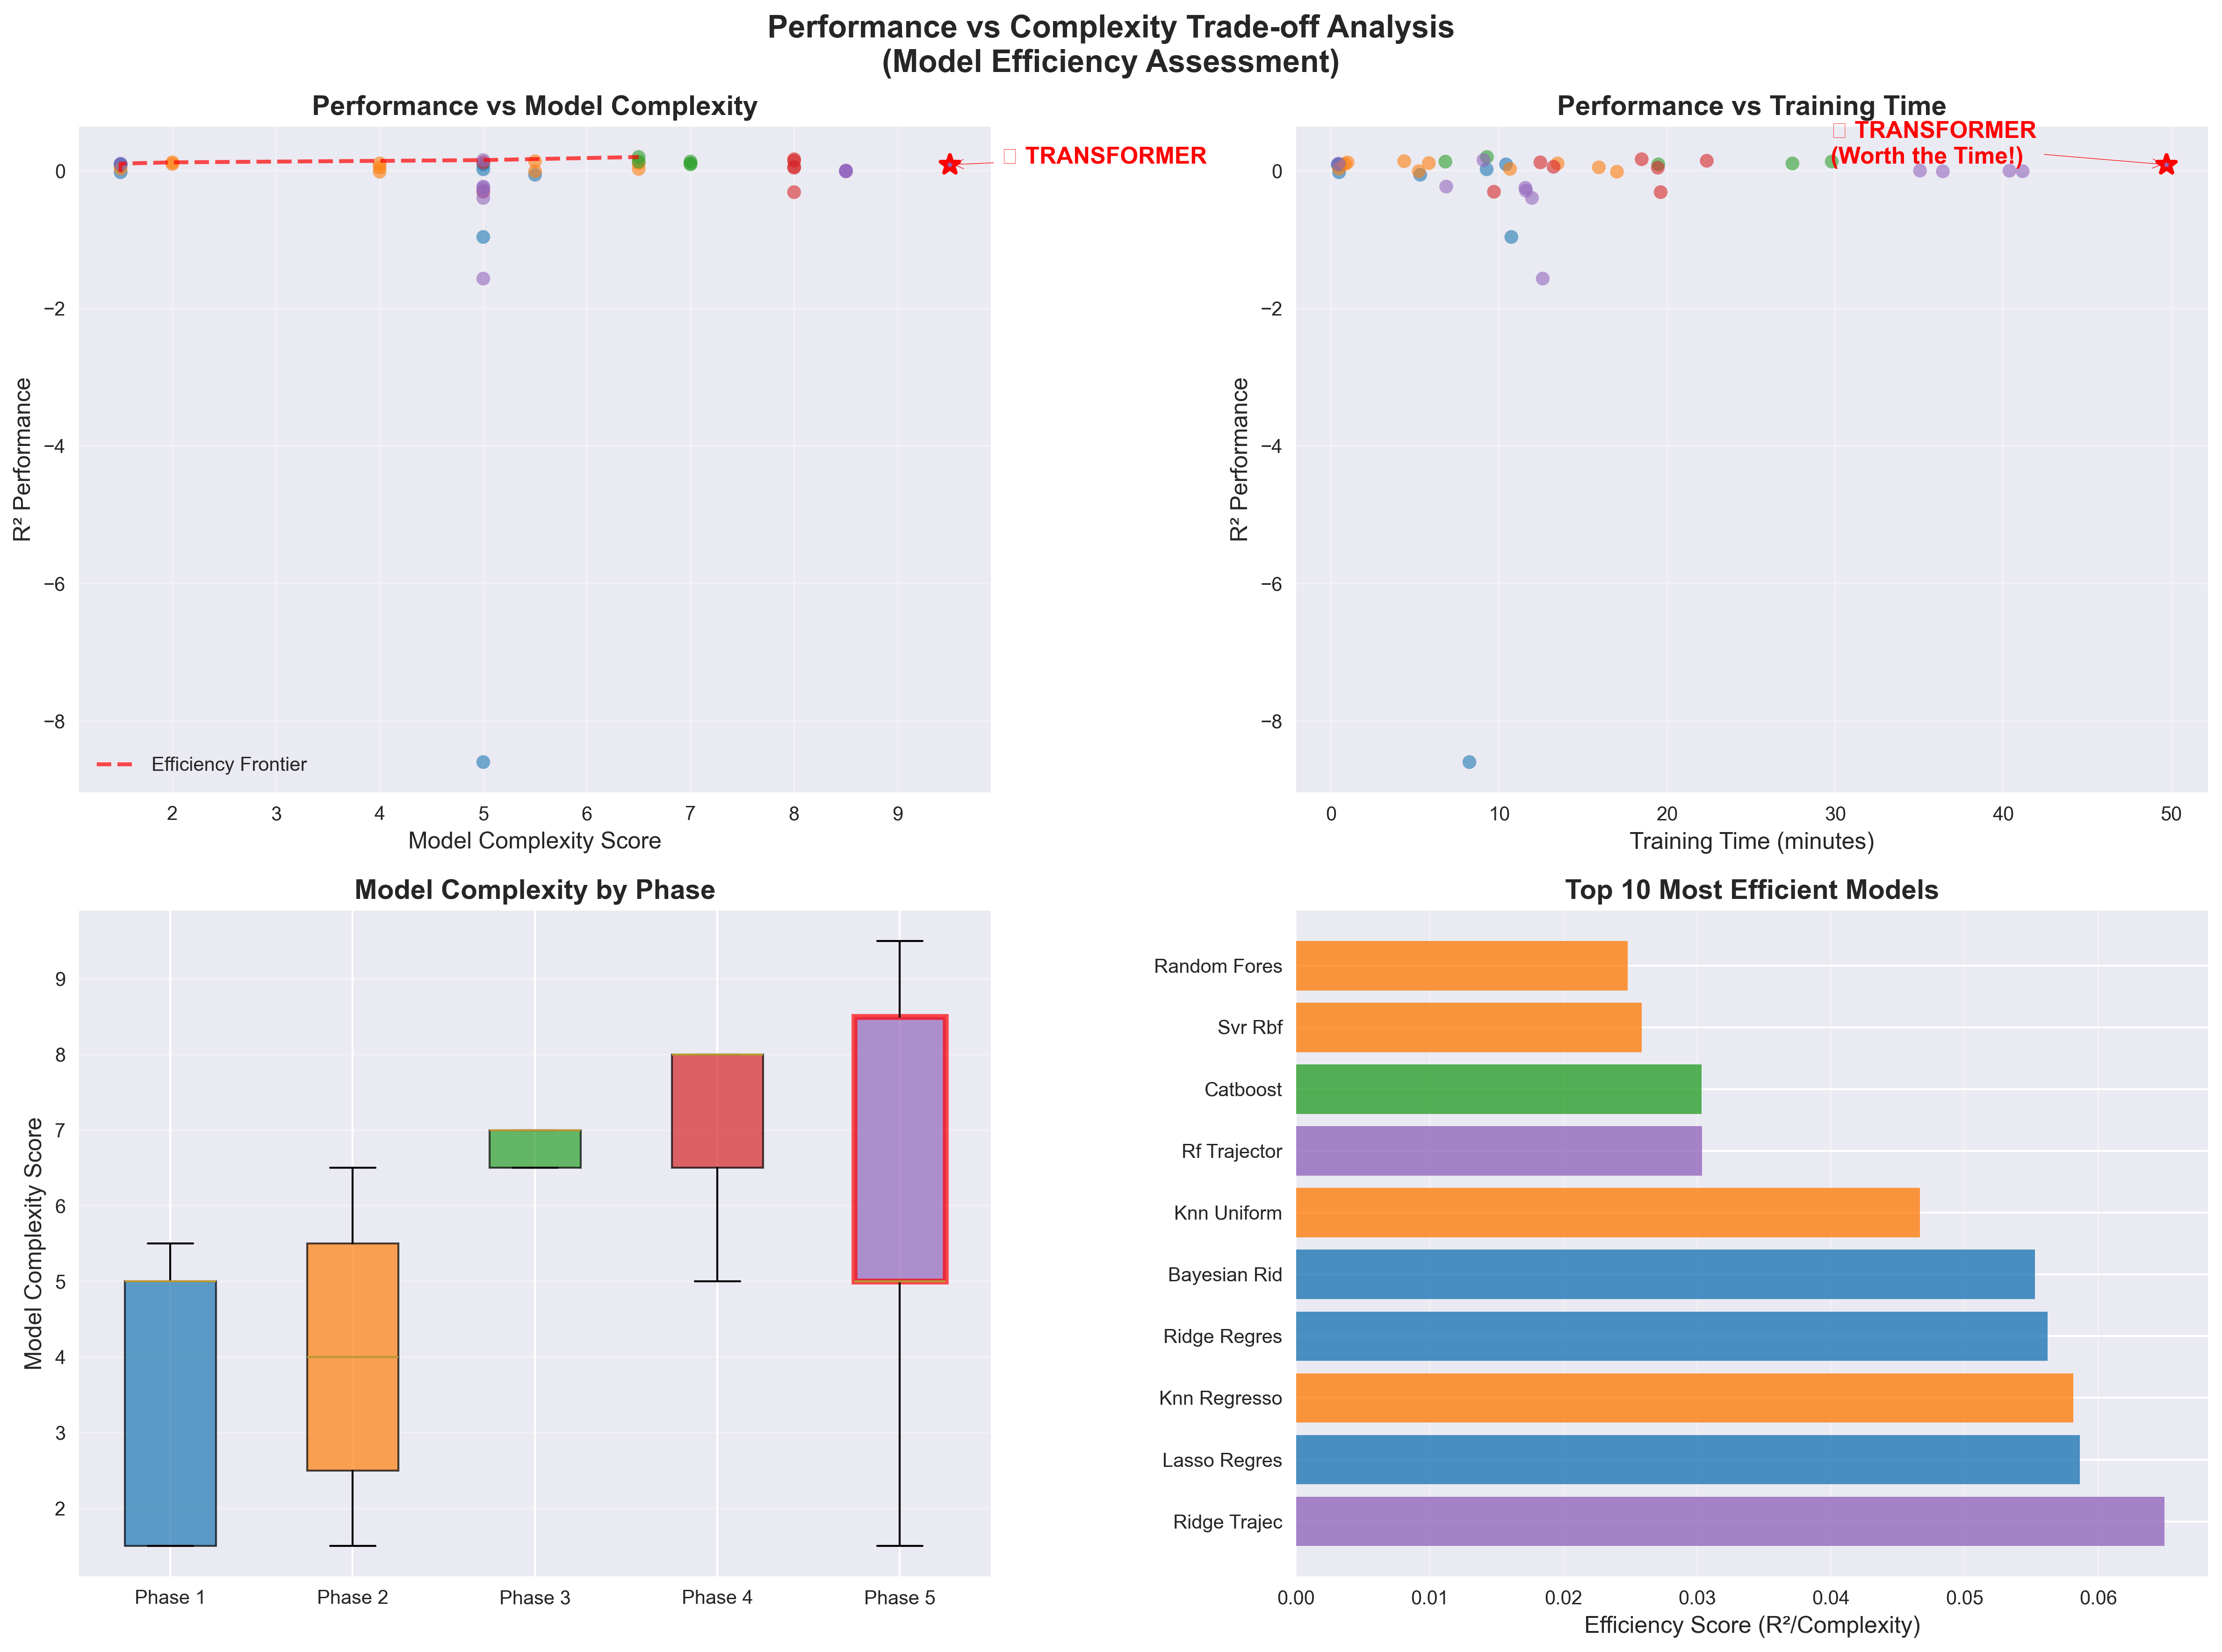 Performance vs Complexity Trade-off Analysis
(Model Efficiency Assessment)
Performance vs Model Complexity
TRANSFORMER
0
−2
−4
−6
−8
R² Performance
Efficiency Frontier
2 3 4 5 6 7 8 9
Model Complexity Score
Performance vs Training Time
TRANSFORMER
(Worth the Time!)
0
−2
−4
−6
−8
R² Performance
0 10 20 30 40 50
Training Time (minutes)
Model Complexity by Phase
9
8
7
6
5
4
3
2
Model Complexity Score
Phase 1 Phase 2 Phase 3 Phase 4 Phase 5
Top 10 Most Efficient Models
Random Fores
Svr Rbf
Catboost
Rf Trajector
Knn Uniform
Bayesian Rid
Ridge Regres
Knn Regresso
Lasso Regres
Ridge Trajec
0.00 0.01 0.02 0.03 0.04 0.05 0.06
Efficiency Score (R²/Complexity)